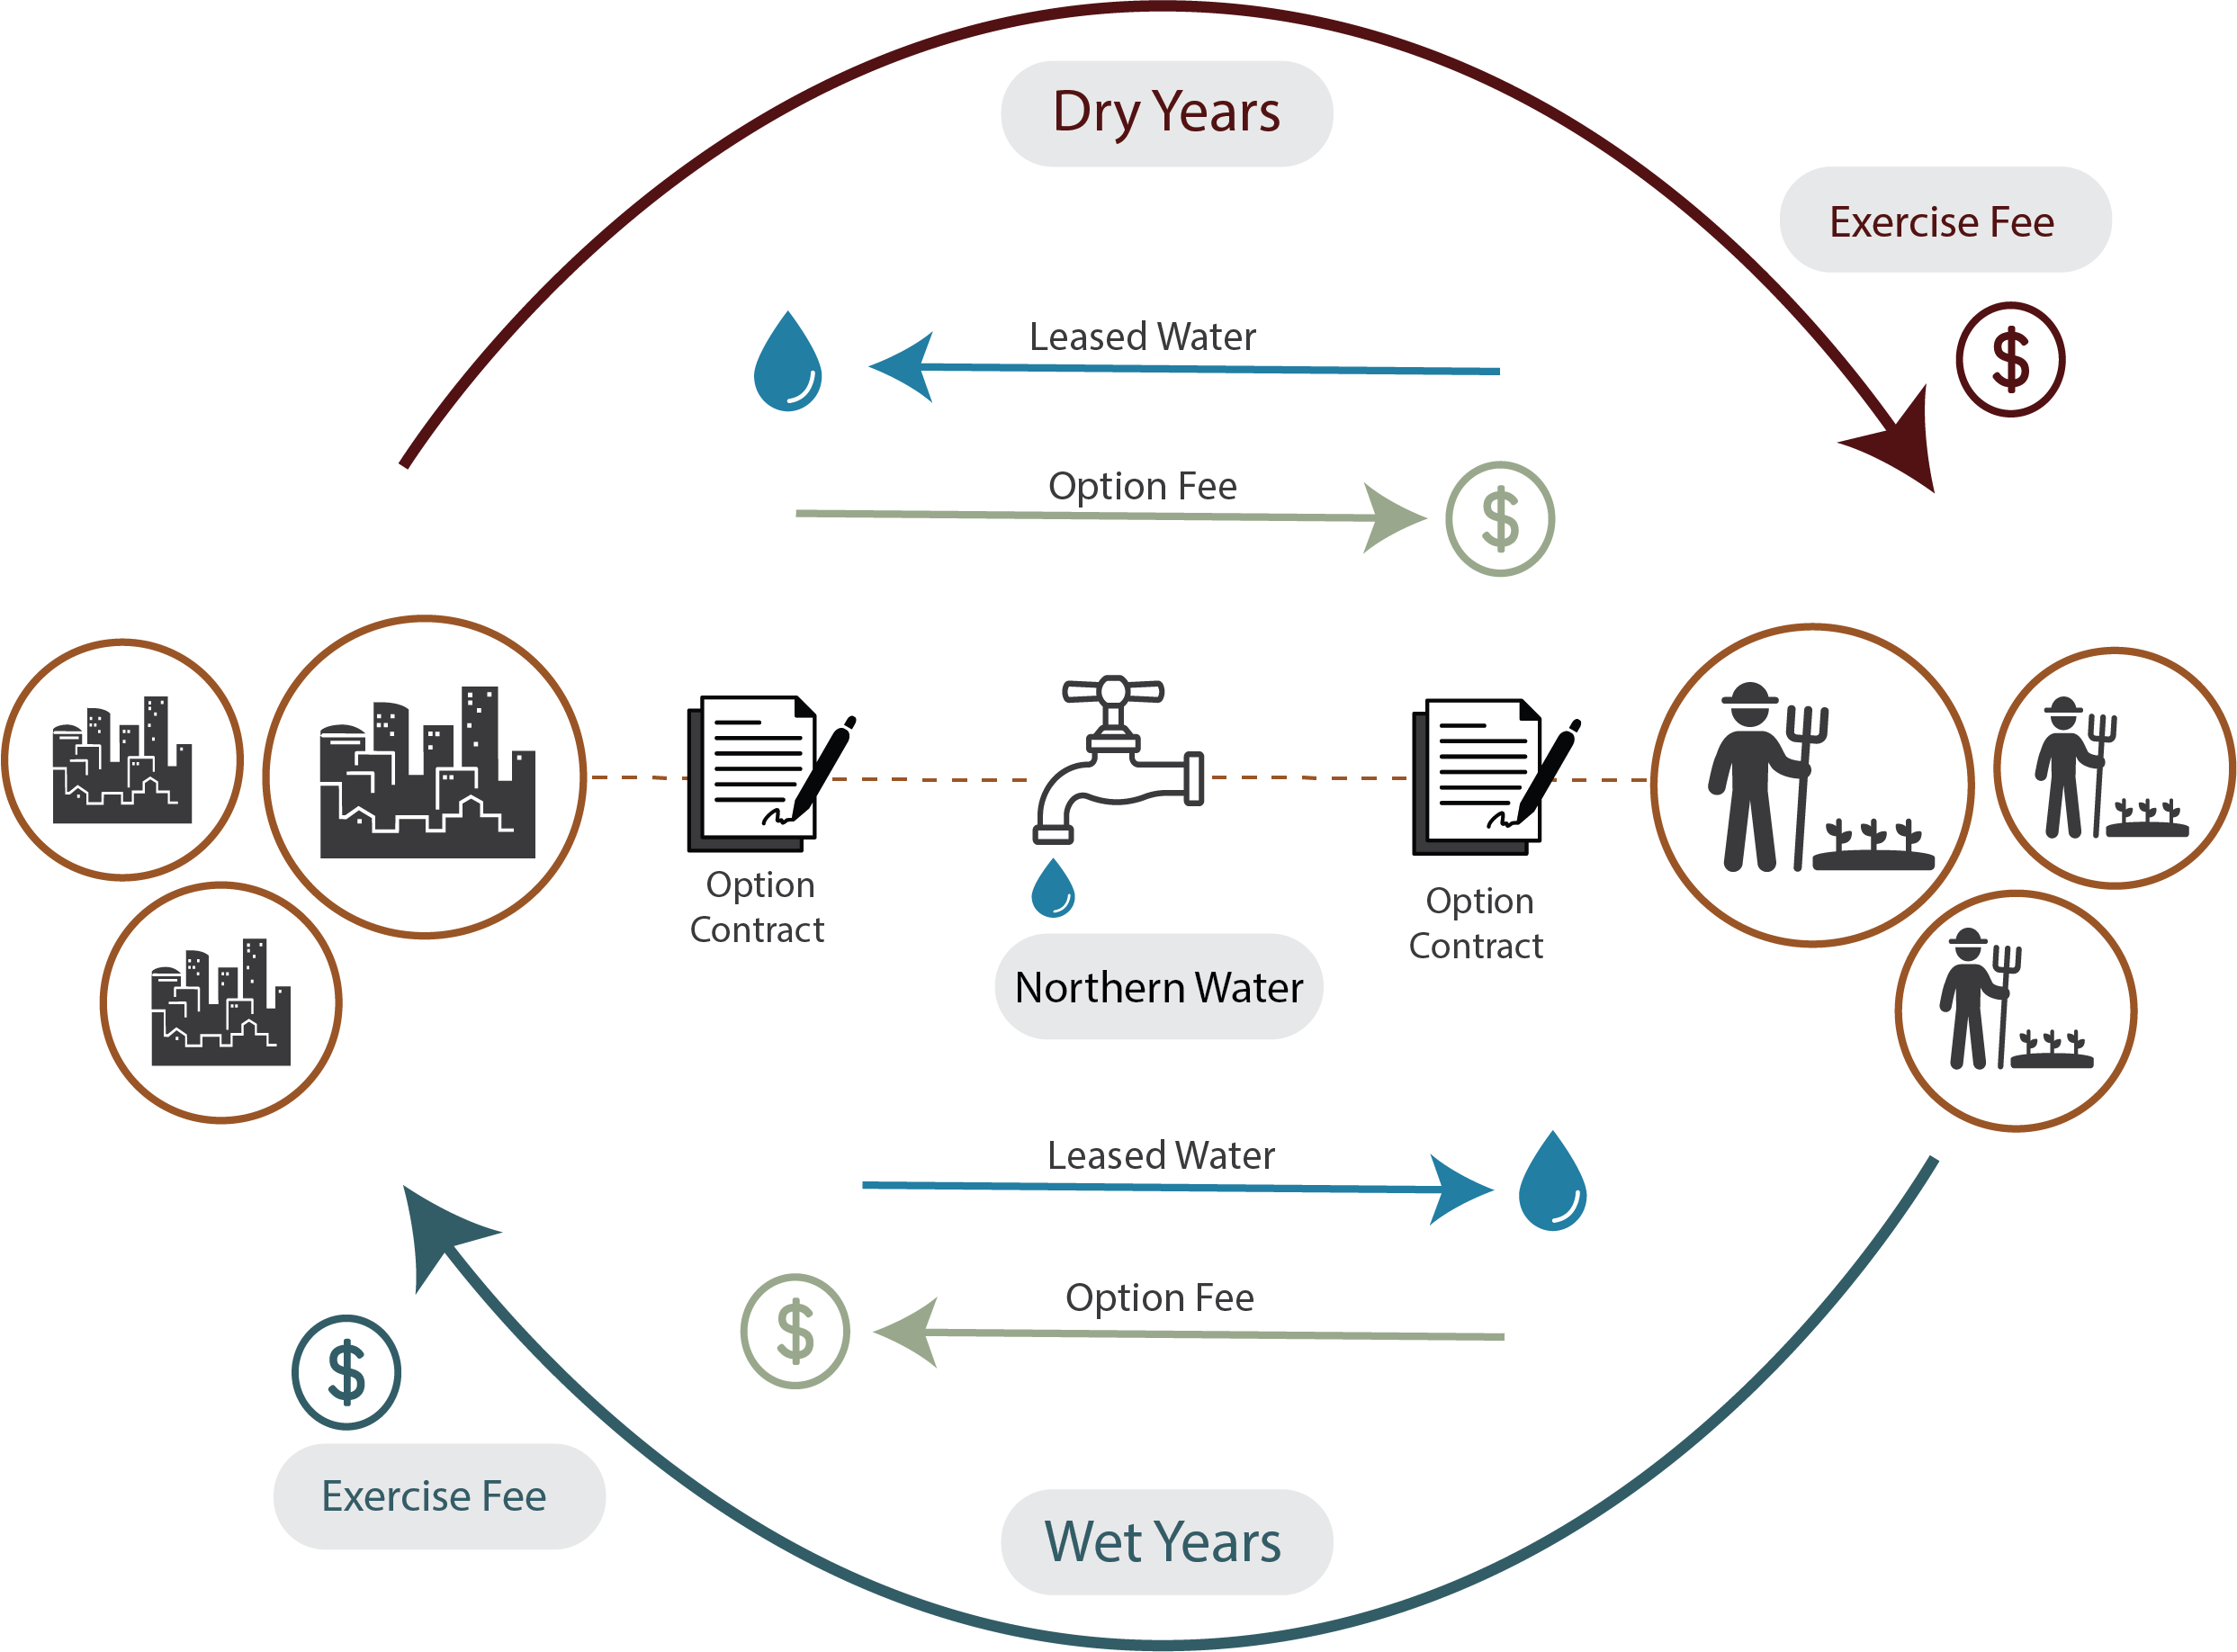 Dry Years
Exercise Fee
Leased Water
Option Fee
Option
Contract
Option
Contract
Northern Water
Leased Water
Option Fee
Exercise Fee
Wet Years